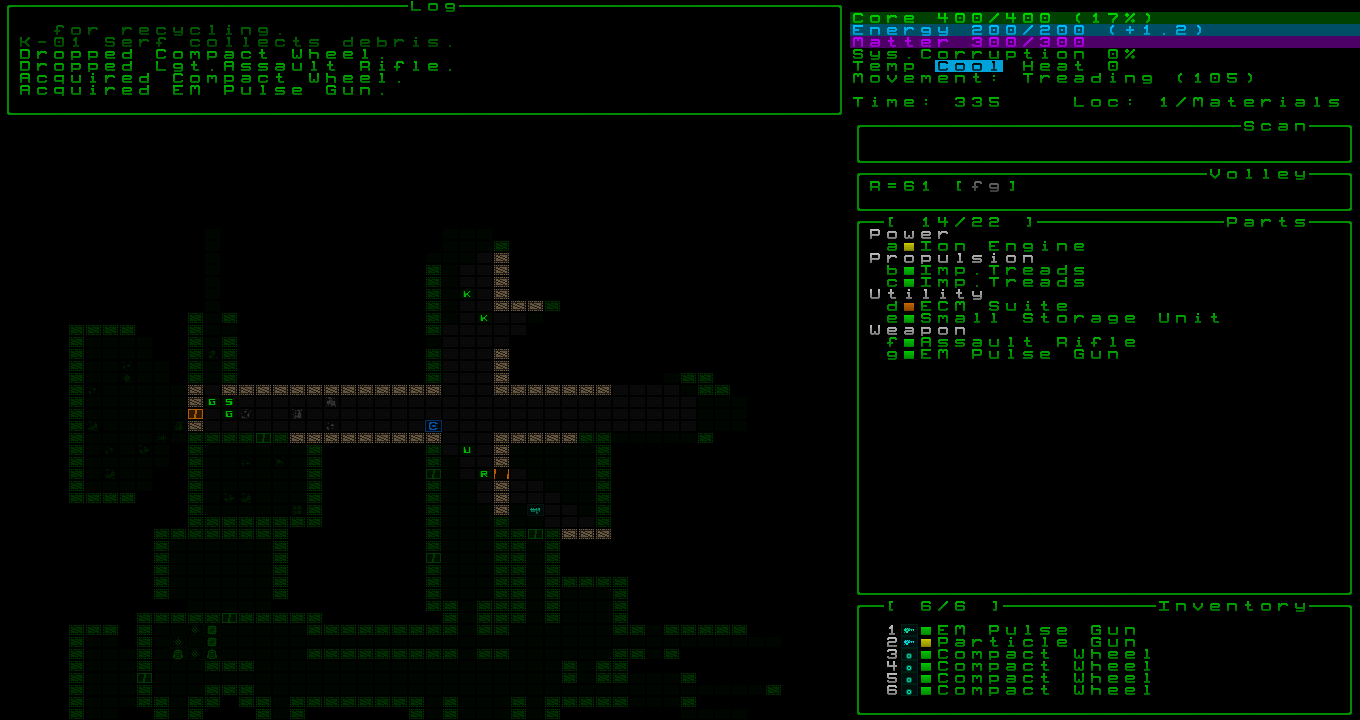 Log
for recycling.
K-01 Serf collects debris.
Dropped Compact Wheel.
Dropped Lgt. Assault Rifle.
Acquired Compact Wheel.
Acquired EM Pulse Gun.
Core 400/400 (17%)
Energy 200/200 (+1.2)
Matter 300/300
Sys.Corruption 0%
Temp Cool Heat 0
Movement: Treading (105)
Time: 335 Loc: 1/Materials
Scan
Volley
R=61 [fg]
[ 14/22 ] Parts
Power
a Ion Engine
Propulsion
b Imp.Treads
c Imp.Treads
Utility
d ECM Suite
e Small Storage Unit
Weapon
f Assault Rifle
g EM Pulse Gun
K
K
G S
G
@
U
R
[ 6/6 ] Inventory
1 EM Pulse Gun
2 Particle Gun
3 Compact Wheel
4 Compact Wheel
5 Compact Wheel
6 Compact Wheel